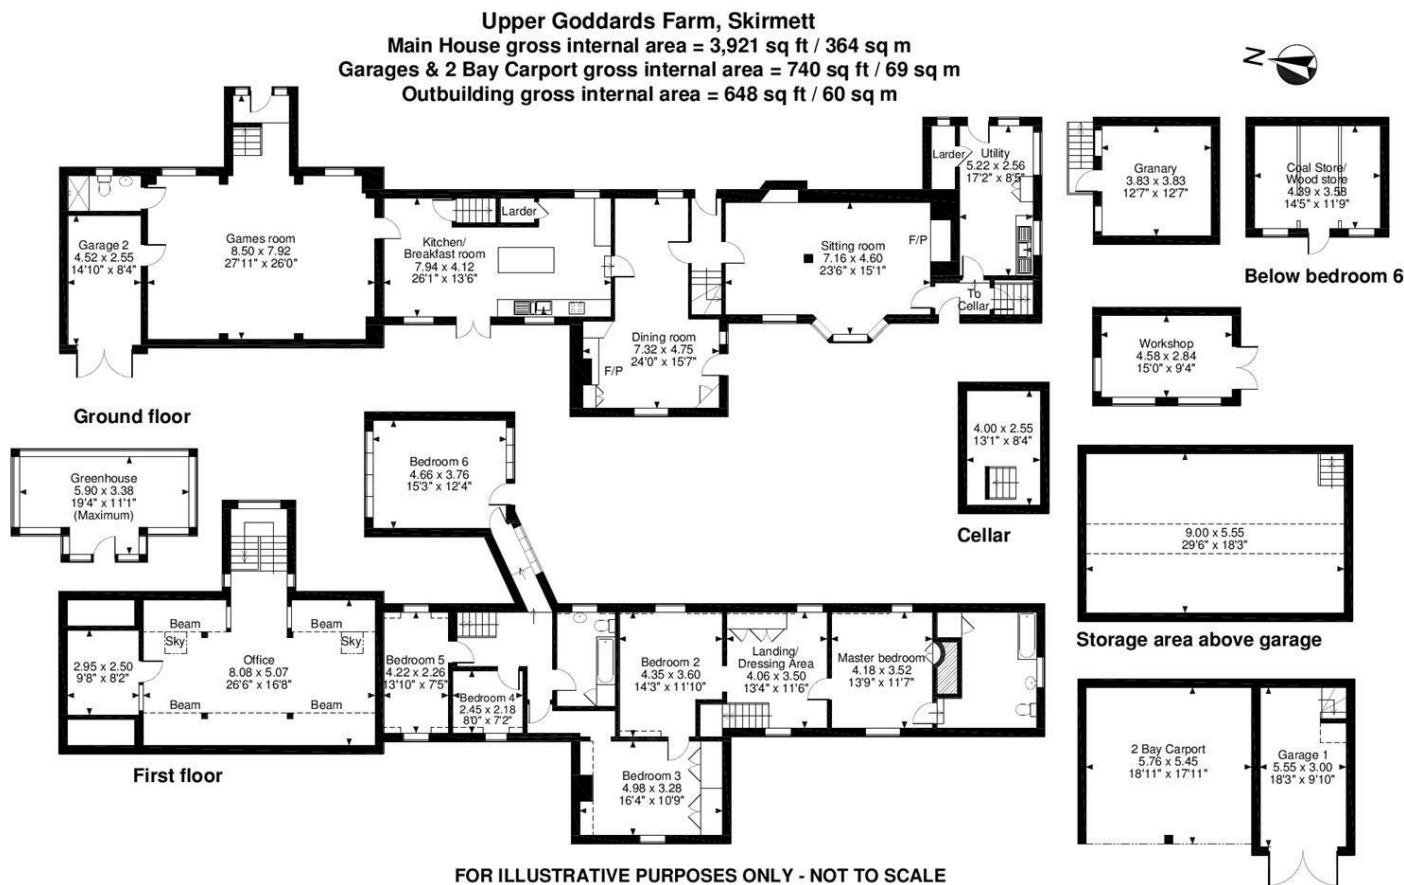 Upper Goddards Farm, Skirmett
Main House gross internal area = 3,921 sq ft / 364 sq m
Garages & 2 Bay Carport gross internal area = 740 sq ft / 69 sq m
Outbuilding gross internal area = 648 sq ft / 60 sq m
N
Garage 2
4.52 x 2.55
14'10" x 8'4"
Games room
8.50 x 7.92
27'11" x 26'0"
Larder
Kitchen/
Breakfast room
7.94 x 4.12
26'1" x 13'6"
Dining room
7.32 x 4.75
24'0" x 15'7"
F/P
Sitting room
7.16 x 4.60
23'6" x 15'1"
F/P
Larder
Utility
5.22 x 2.56
17'2" x 8'5"
To
Cellar
Granary
3.83 x 3.83
12'7" x 12'7"
Coal Store/
Wood store
4.39 x 3.58
14'5" x 11'9"
Below bedroom 6
Workshop
4.58 x 2.84
15'0" x 9'4"
Ground floor
Greenhouse
5.90 x 3.38
19'4" x 11'1"
(Maximum)
Bedroom 6
4.66 x 3.76
15'3" x 12'4"
4.00 x 2.55
13'1" x 8'4"
Cellar
9.00 x 5.55
29'6" x 18'3"
Storage area above garage
2.95 x 2.50
9'8" x 8'2"
Beam
Beam
Sky
Sky
Office
8.08 x 5.07
26'6" x 16'8"
Beam
Beam
Bedroom 5
4.22 x 2.26
13'10" x 7'5"
Bedroom 4
2.45 x 2.18
8'0" x 7'2"
Bedroom 2
4.35 x 3.60
14'3" x 11'10"
Landing/
Dressing Area
4.06 x 3.50
13'4" x 11'6"
Master bedroom
4.18 x 3.52
13'9" x 11'7"
Bedroom 3
4.98 x 3.28
16'4" x 10'9"
First floor
2 Bay Carport
5.76 x 5.45
18'11" x 17'11"
Garage 1
5.55 x 3.00
18'3" x 9'10"
FOR ILLUSTRATIVE PURPOSES ONLY - NOT TO SCALE